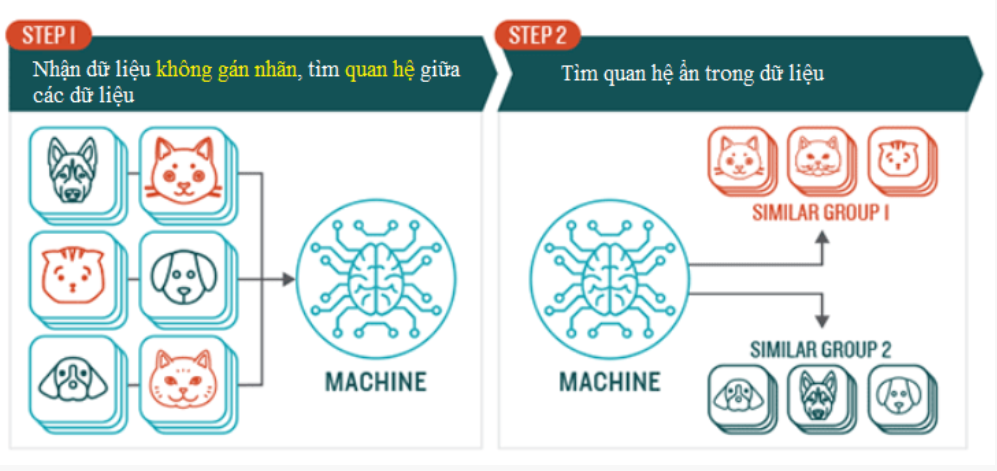 STEP 1
Nhận dữ liệu không gán nhãn, tìm quan hệ giữa
các dữ liệu
MACHINE
STEP 2
Tìm quan hệ ẩn trong dữ liệu
MACHINE
SIMILAR GROUP 1
SIMILAR GROUP 2